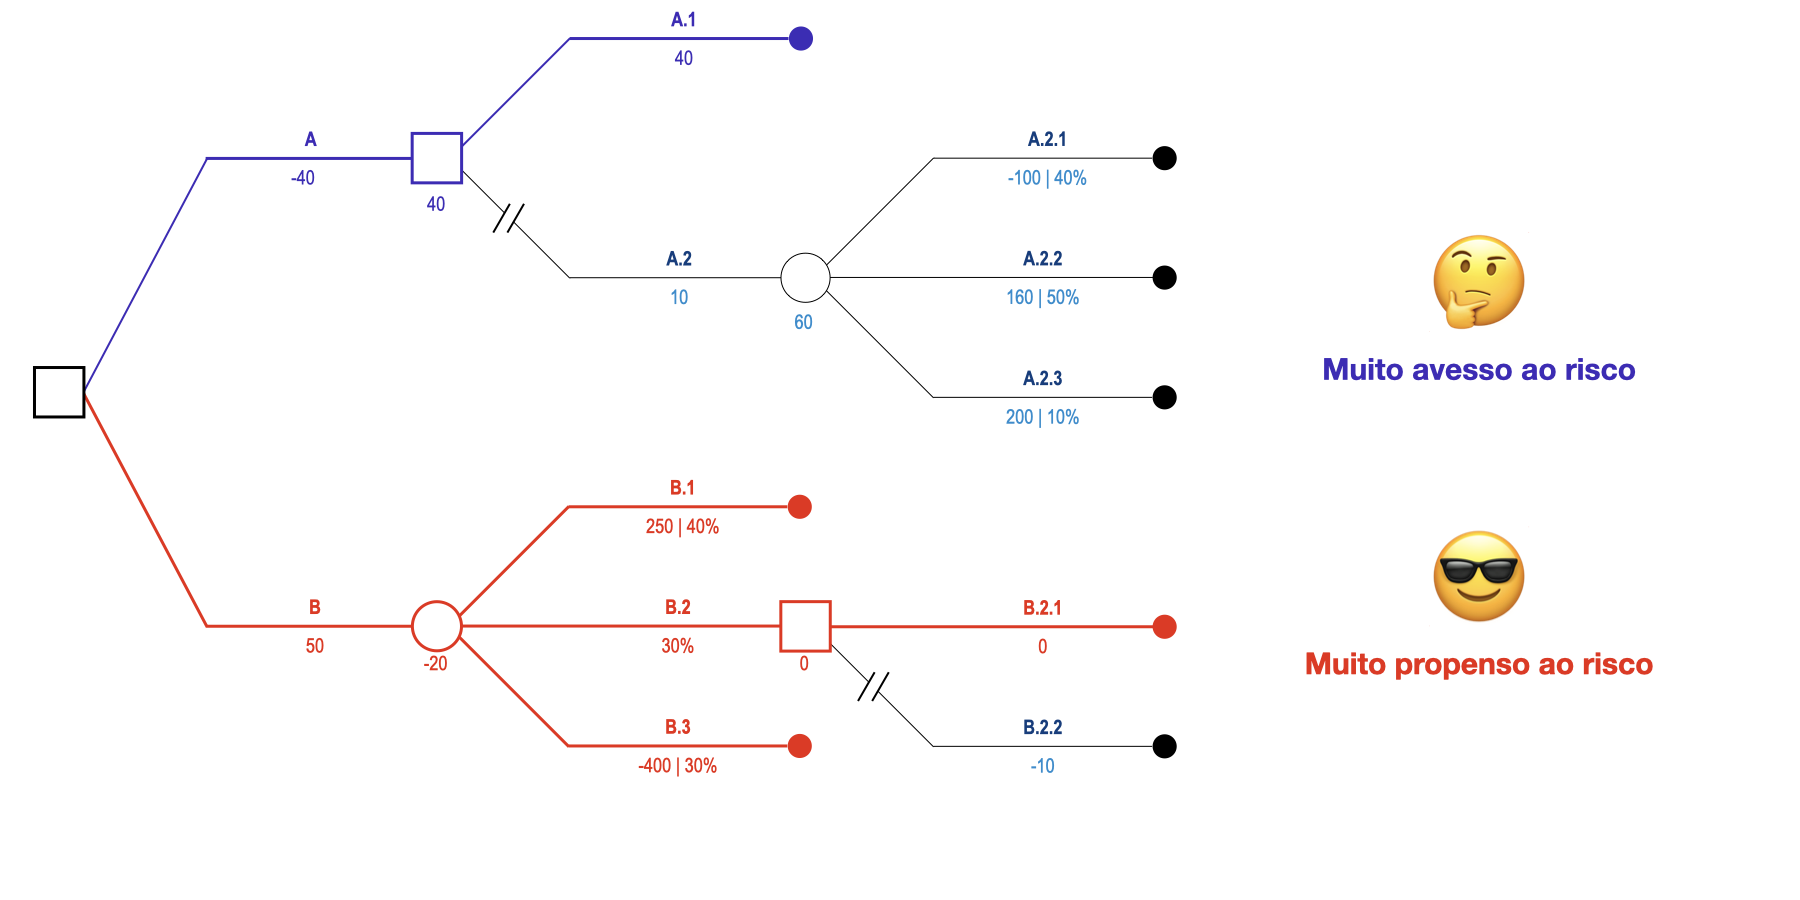 A.1
40
A
-40
40
A.2.1
-100 | 40%
A.2
10
60
A.2.2
160 | 50%
A.2.3
200 | 10%
Muito avesso ao risco
B.1
250 | 40%
B
50
-20
B.2
30%
0
B.2.1
0
B.3
-400 | 30%
B.2.2
-10
Muito propenso ao risco